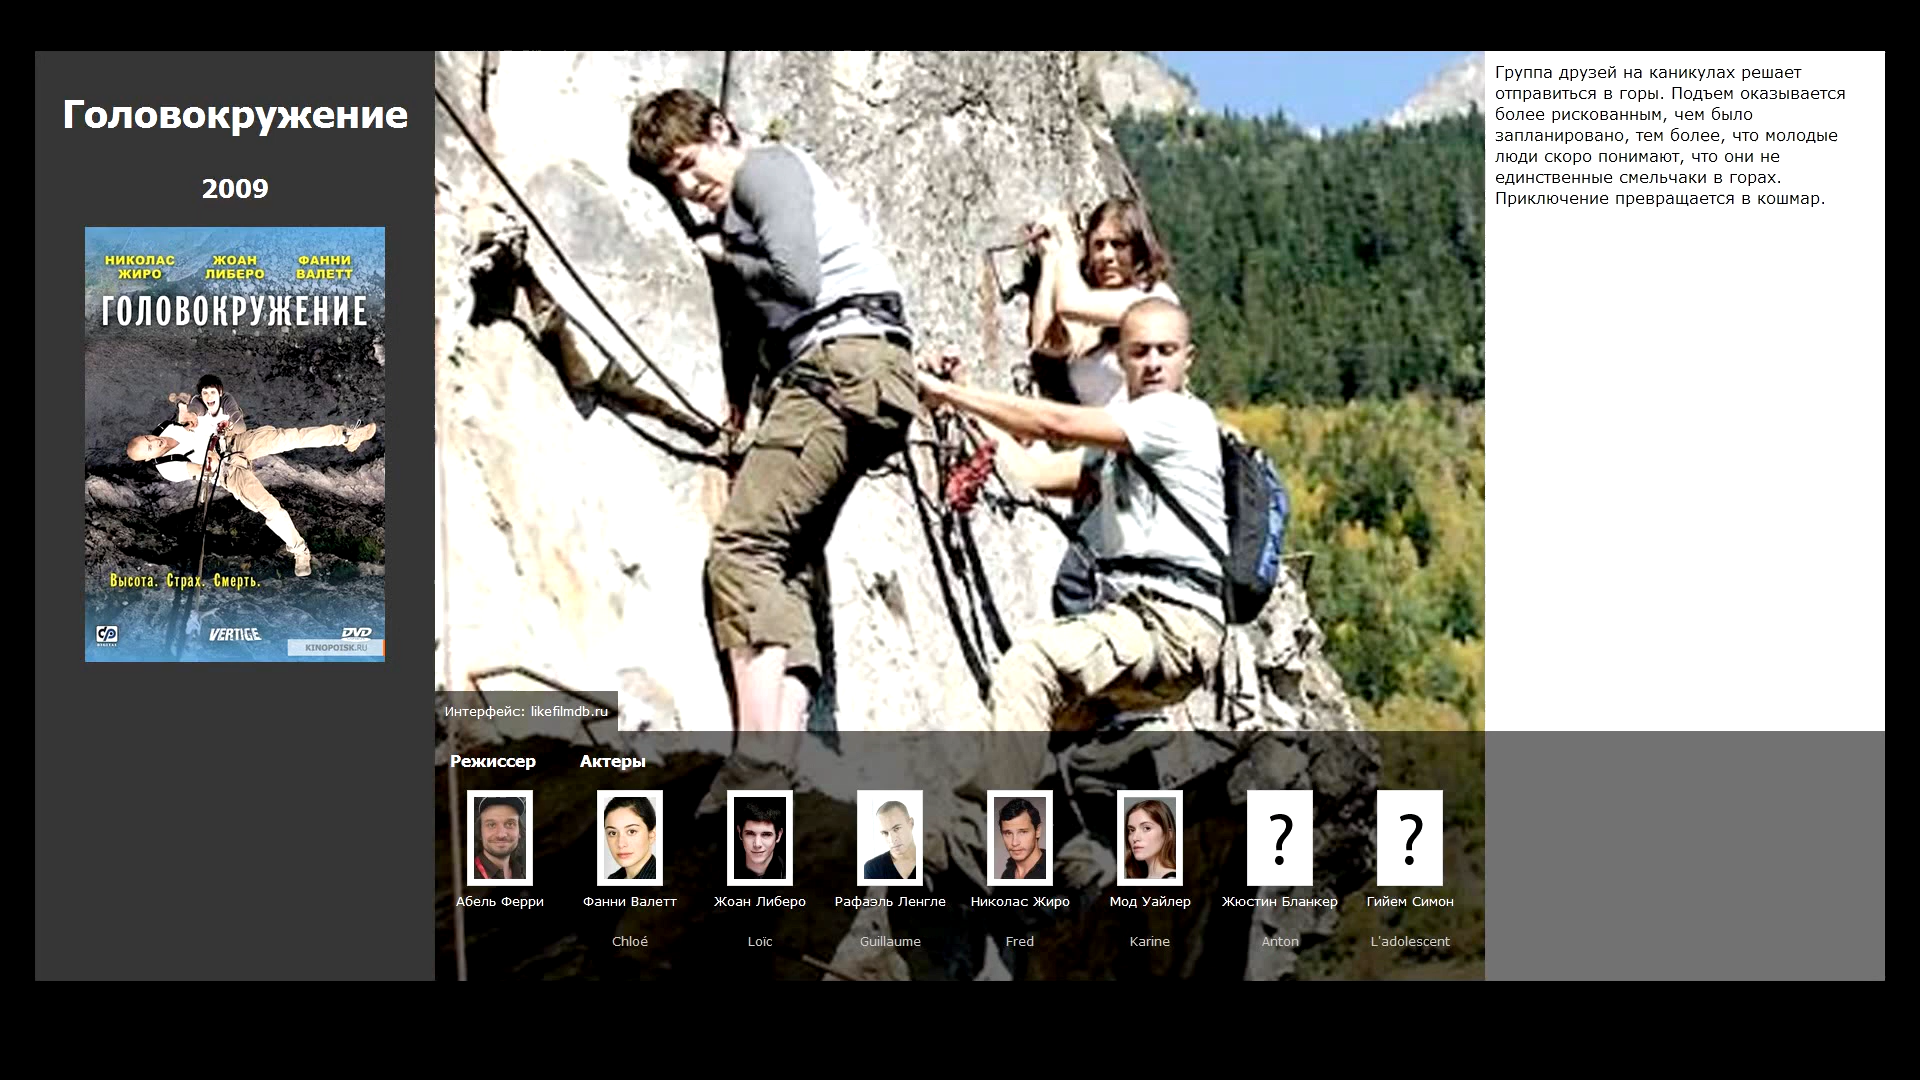 Головокружение
2009
НИКОЛАС ЖИРО
ЖОАН ЛИБЕРО
ФАННИ ВАЛЕТТ
ГОЛОВОКРУЖЕНИЕ
Высота. Страх. Смерть.
CP
VERTIGE
DVD
KINOPOISK.RU
Группа друзей на каникулах решает
отправиться в горы. Подъем оказывается
более рискованным, чем было
запланировано, тем более, что молодые
люди скоро понимают, что они не
единственные смельчаки в горах.
Приключение превращается в кошмар.
Интерфейс: likefilmdb.ru
Режиссер Актеры
? ?
Абель Ферри Фанни Валетт Жоан Либеро Рафаэль Ленгле Николас Жиро Мод Уайлер Жюстин Бланкер Гийем Симон
Chloé Loïc Guillaume Fred Karine Anton L'adolescent